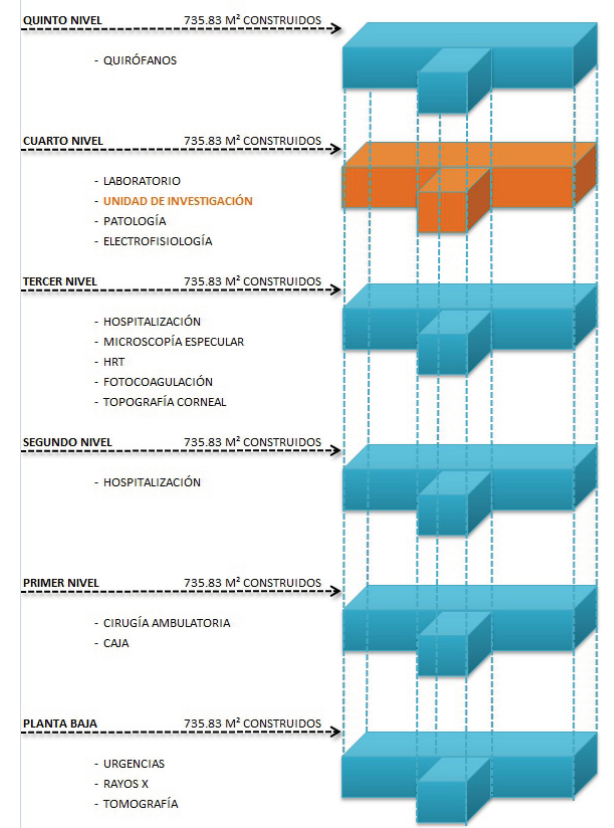 QUINTO NIVEL 735.83 M² CONSTRUIDOS
- QUIRÓFANOS
CUARTO NIVEL 735.83 M² CONSTRUIDOS
- LABORATORIO
- UNIDAD DE INVESTIGACIÓN
- PATOLOGÍA
- ELECTROFISIOLOGÍA
TERCER NIVEL 735.83 M² CONSTRUIDOS
- HOSPITALIZACIÓN
- MICROSCOPÍA ESPECULAR
- HRT
- FOTOCOAGULACIÓN
- TOPOGRAFÍA CORNEAL
SEGUNDO NIVEL 735.83 M² CONSTRUIDOS
- HOSPITALIZACIÓN
PRIMER NIVEL 735.83 M² CONSTRUIDOS
- CIRUGÍA AMBULATORIA
- CAJA
PLANTA BAJA 735.83 M² CONSTRUIDOS
- URGENCIAS
- RAYOS X
- TOMOGRAFÍA